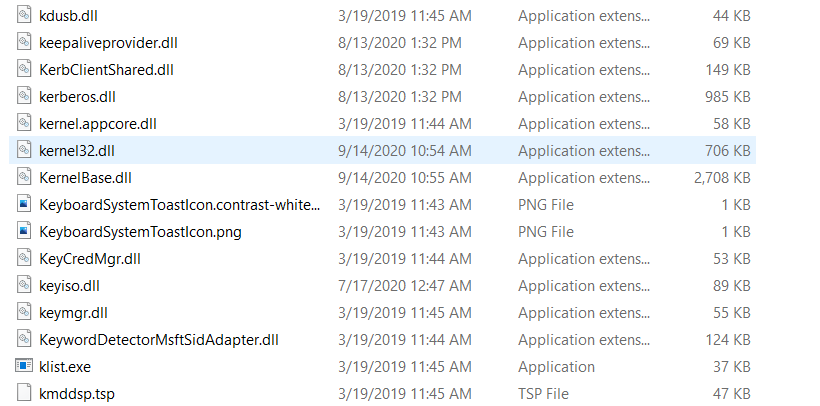 kdusb.dll 3/19/2019 11:45 AM Application extens... 44 KB
keepaliveprovider.dll 8/13/2020 1:32 PM Application extens... 69 KB
KerbClientShared.dll 8/13/2020 1:32 PM Application extens... 149 KB
kerberos.dll 8/13/2020 1:32 PM Application extens... 985 KB
kernel.appcore.dll 3/19/2019 11:44 AM Application extens... 58 KB
kernel32.dll 9/14/2020 10:54 AM Application extens... 706 KB
KernelBase.dll 9/14/2020 10:55 AM Application extens... 2,708 KB
KeyboardSystemToastIcon.contrast-white... 3/19/2019 11:43 AM PNG File 1 KB
KeyboardSystemToastIcon.png 3/19/2019 11:43 AM PNG File 1 KB
KeyCredMgr.dll 3/19/2019 11:44 AM Application extens... 53 KB
keyiso.dll 7/17/2020 12:47 AM Application extens... 89 KB
keymgr.dll 3/19/2019 11:45 AM Application extens... 55 KB
KeywordDetectorMsftSidAdapter.dll 3/19/2019 11:44 AM Application extens... 124 KB
klist.exe 3/19/2019 11:45 AM Application 37 KB
kmddsp.tsp 3/19/2019 11:45 AM TSP File 47 KB